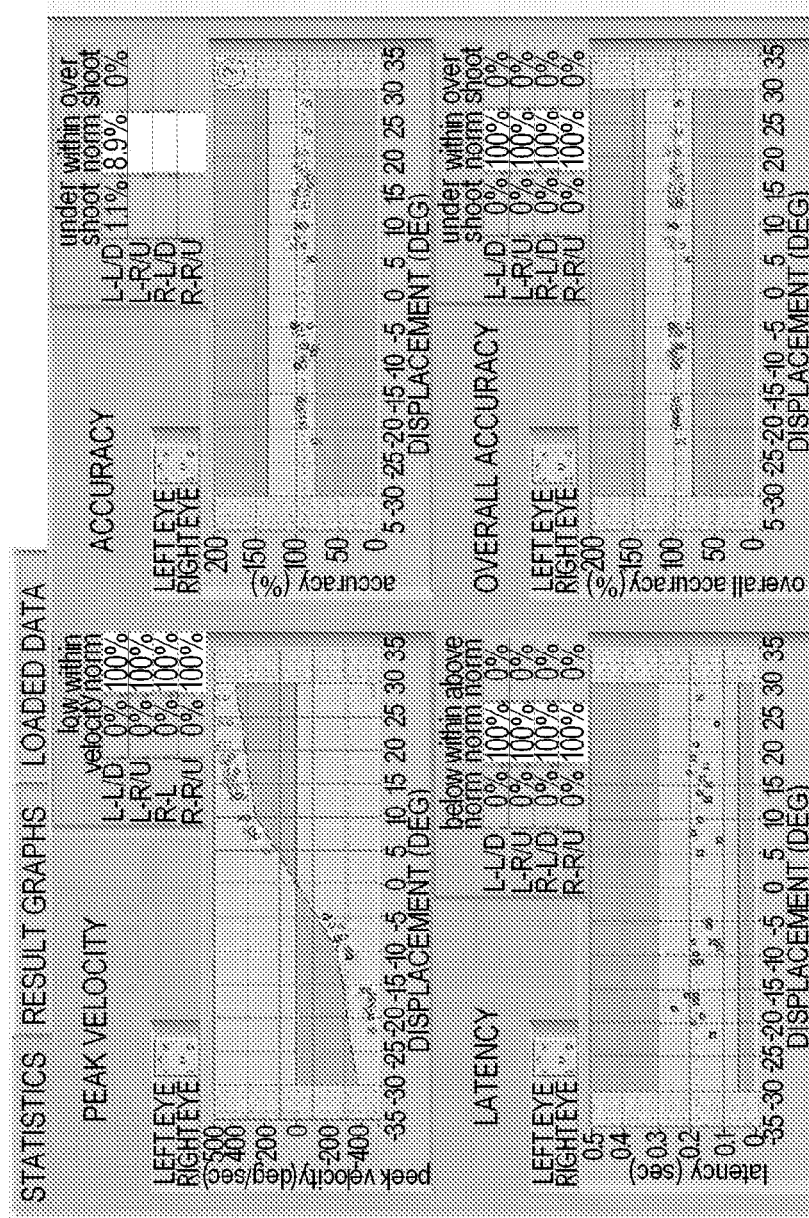 STATISTICS | RESULT GRAPHS | LOADED DATA
PEAK VELOCITY
low within
velocity norm
L-L/D 0% 100%
L-R/U 0% 100%
R-L 0% 100%
R-R/U 0% 100%
LEFT EYE
RIGHT EYE
peek velocity(deg/sec)
500
400
200
0
-200
-400
-35 -30 -25 -20 -15 -10 -5 0 5 10 15 20 25 30 35
DISPLACEMENT (DEG)
ACCURACY
under within over
shoot norm shoot
L-L/D 1.1% 8.9% 0%
L-R/U
R-L/D
R-R/U
LEFT EYE
RIGHT EYE
accuracy (%)
200
150
100
50
0
5 -30 -25 -20 -15 -10 -5 0 5 10 15 20 25 30 35
DISPLACEMENT (DEG)
LATENCY
below within above
norm norm norm
L-L/D 0% 100% 0%
L-R/U 0% 100% 0%
R-L/D 0% 100% 0%
R-R/U 0% 100% 0%
LEFT EYE
RIGHT EYE
latency (sec)
0.5
0.4
0.3
0.2
0.1
0
-35 -30 -25 -20 -15 -10 -5 0 5 10 15 20 25 30 35
DISPLACEMENT (DEG)
OVERALL ACCURACY
under within over
shoot norm shoot
L-L/D 0% 100% 0%
L-R/U 0% 100% 0%
R-L/D 0% 100% 0%
R-R/U 0% 100% 0%
LEFT EYE
RIGHT EYE
overall accuracy (%)
200
150
100
50
0
5 -30 -25 -20 -15 -10 -5 0 5 10 15 20 25 30 35
DISPLACEMENT (DEG)